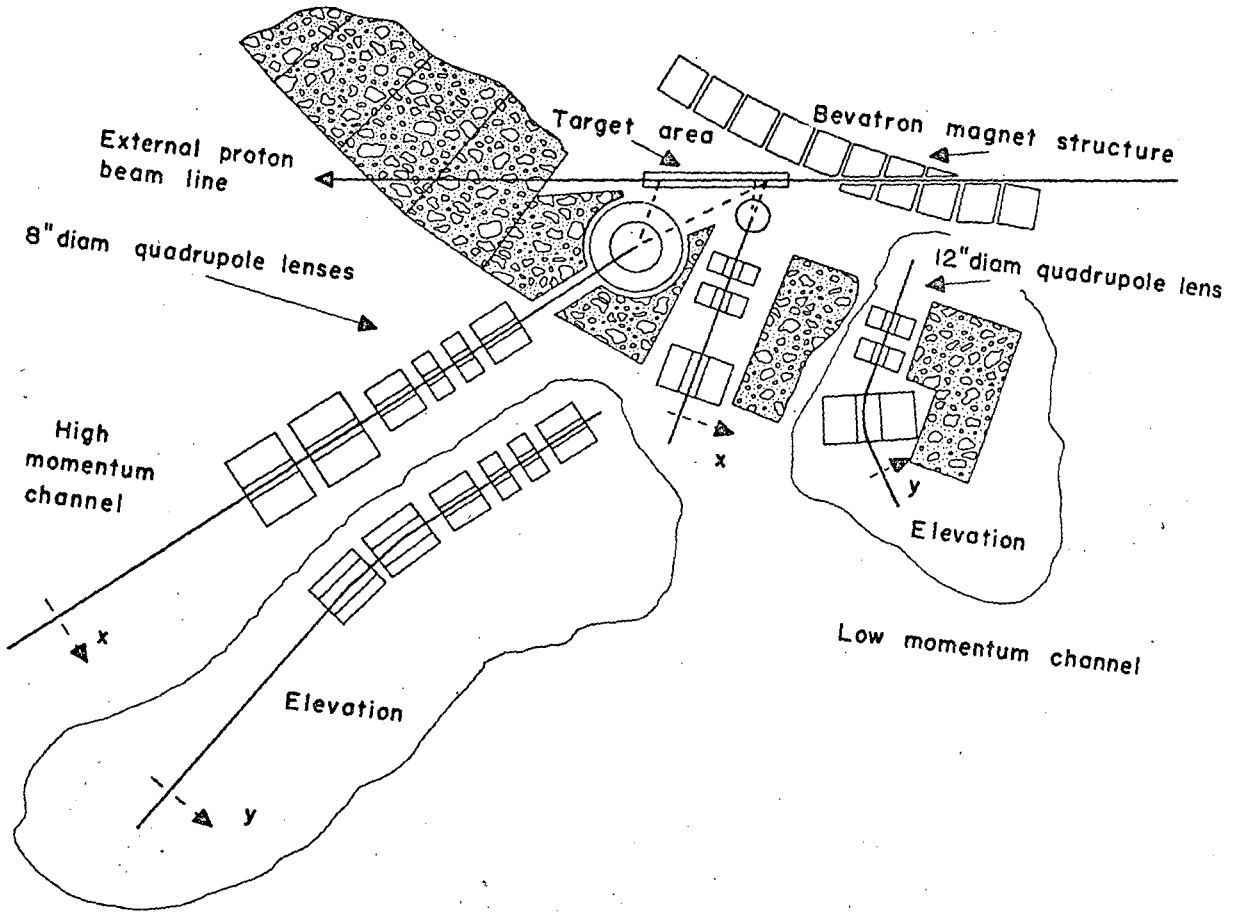 Bevatron magnet structure
Target area
External proton
beam line
8"diam quadrupole lenses
12"diam quadrupole lens
High
momentum
channel
x
y
Elevation
Low momentum channel
x
Elevation
y